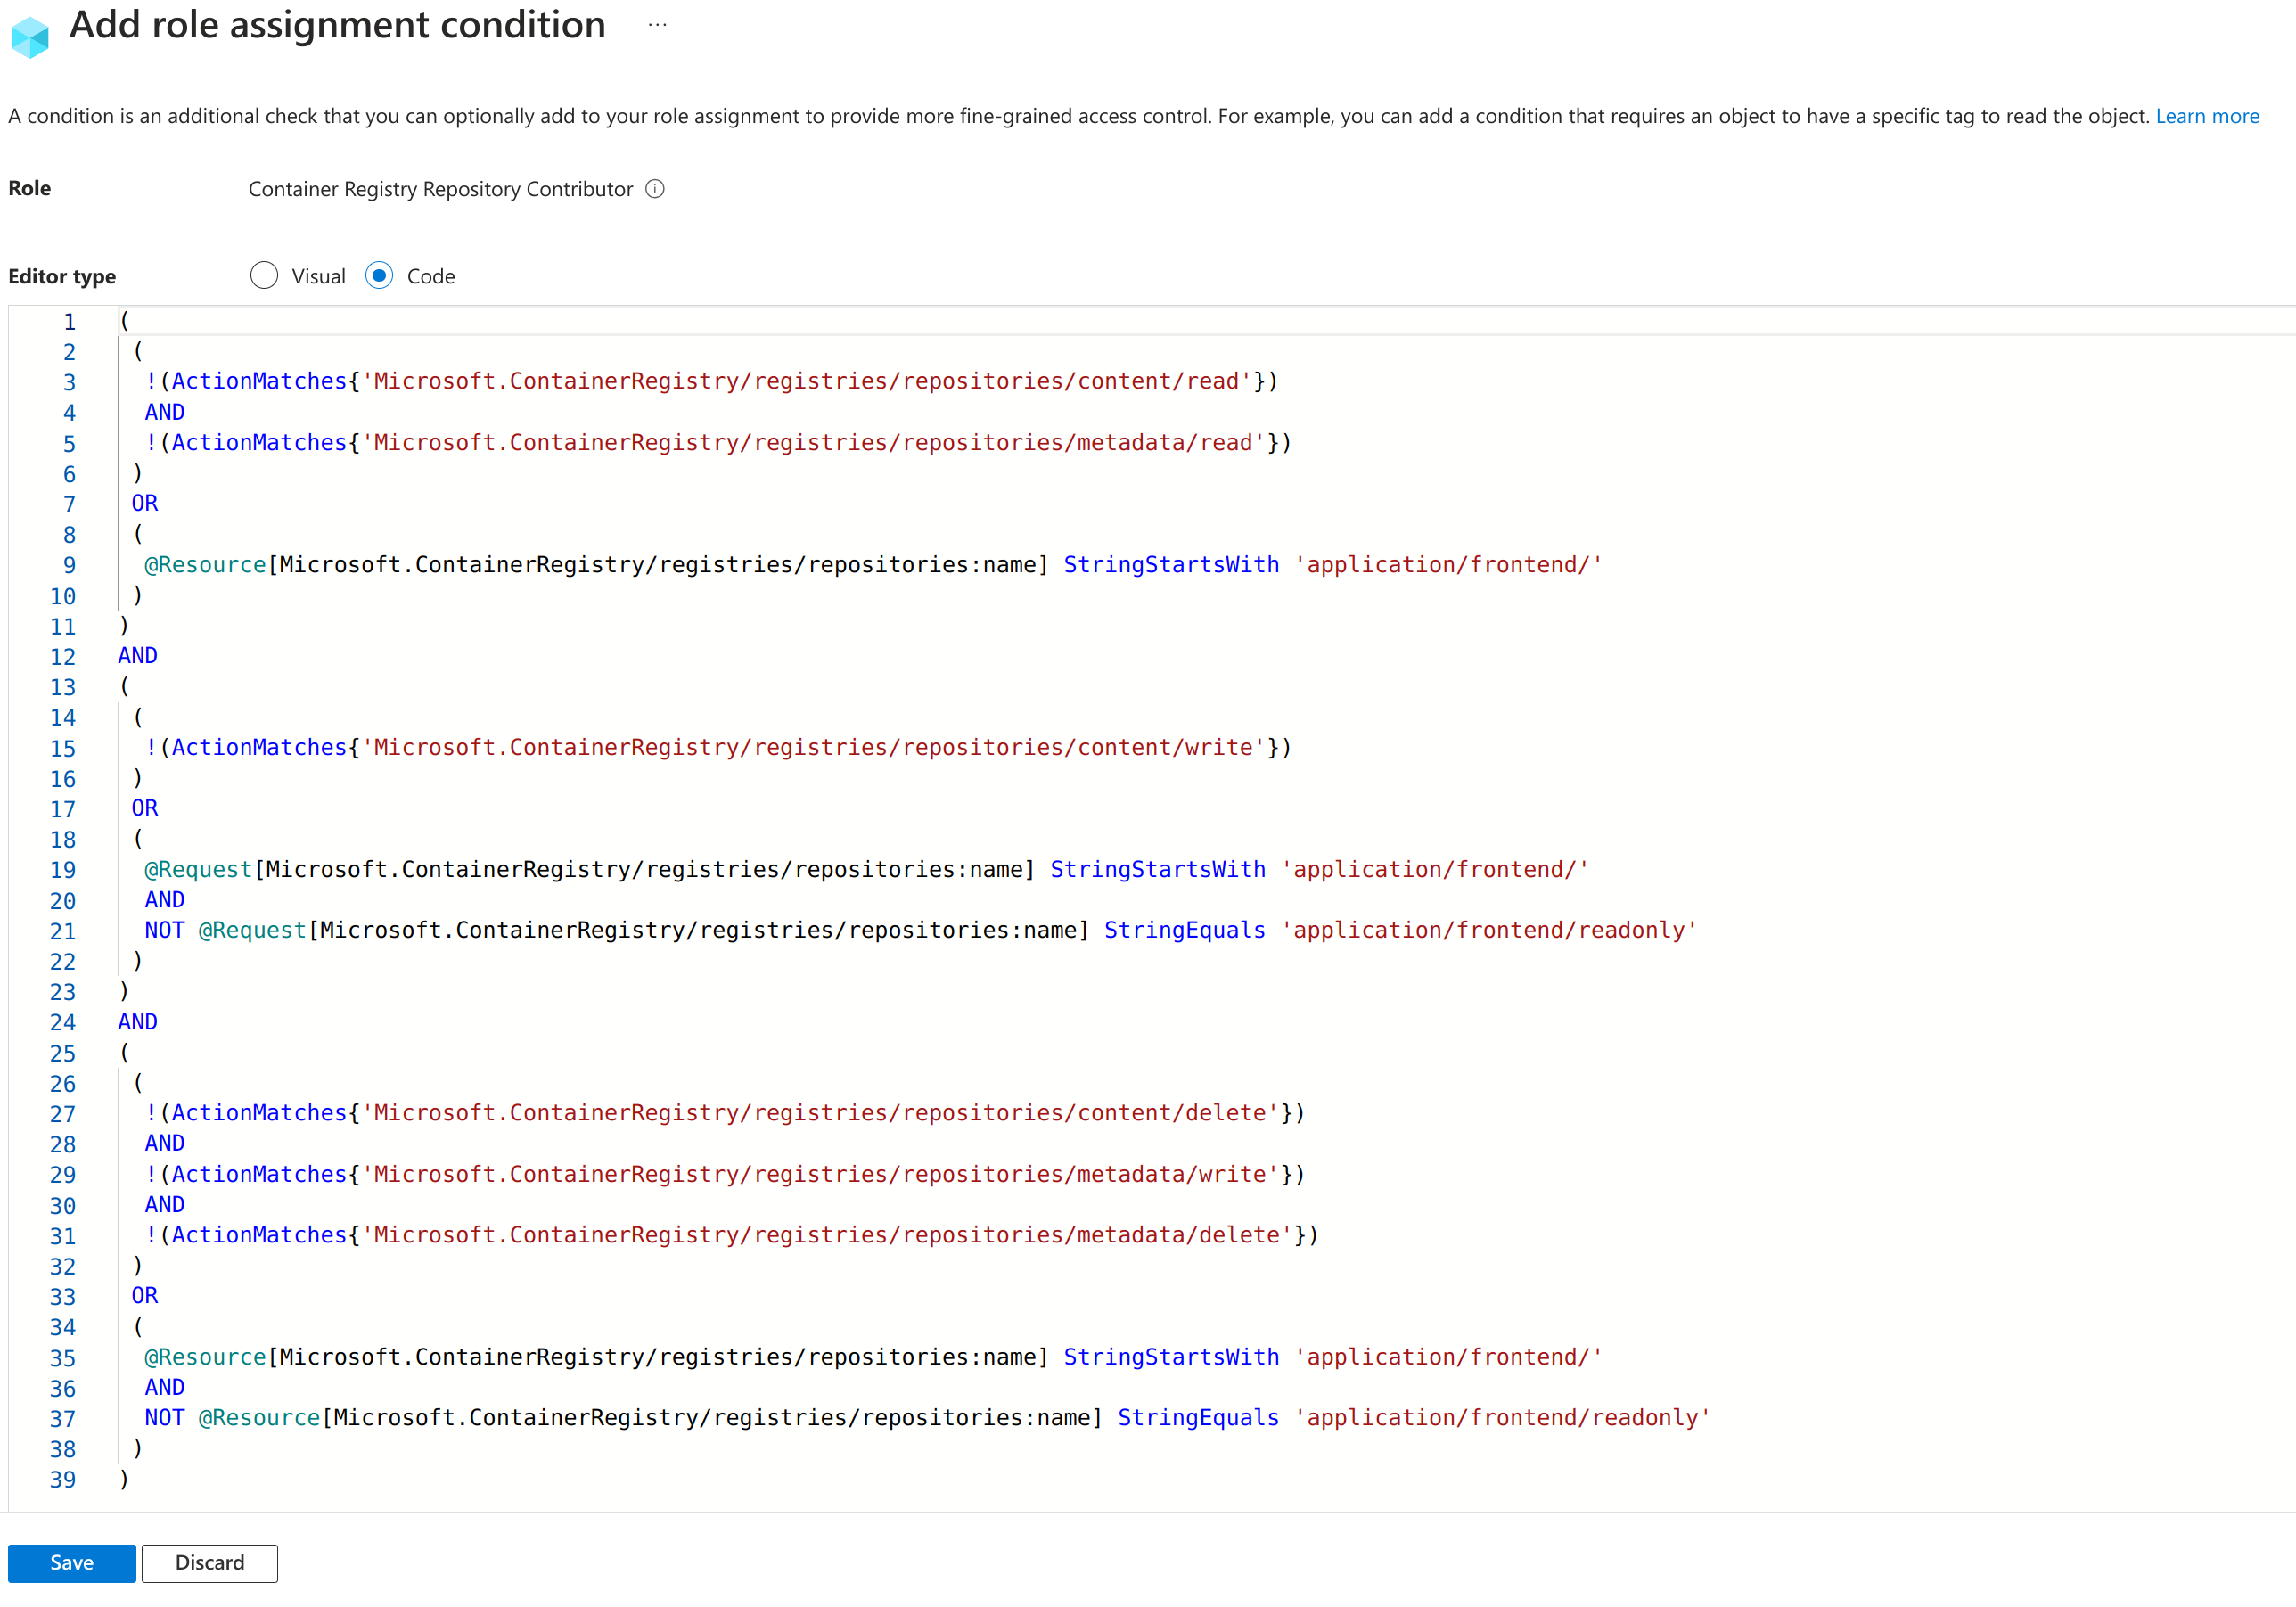 Add role assignment condition ...
A condition is an additional check that you can optionally add to your role assignment to provide more fine-grained access control. For example, you can add a condition that requires an object to have a specific tag to read the object. Learn more
Role Container Registry Repository Contributor
Editor type Visual Code
1 (
2 (
3 !(ActionMatches{'Microsoft.ContainerRegistry/registries/repositories/content/read'})
4 AND
5 !(ActionMatches{'Microsoft.ContainerRegistry/registries/repositories/metadata/read'})
6 )
7 OR
8 (
9 @Resource[Microsoft.ContainerRegistry/registries/repositories:name] StringStartsWith 'application/frontend/'
10 )
11 )
12 AND
13 (
14 (
15 !(ActionMatches{'Microsoft.ContainerRegistry/registries/repositories/content/write'})
16 )
17 OR
18 (
19 @Request[Microsoft.ContainerRegistry/registries/repositories:name] StringStartsWith 'application/frontend/'
20 AND
21 NOT @Request[Microsoft.ContainerRegistry/registries/repositories:name] StringEquals 'application/frontend/readonly'
22 )
23 )
24 AND
25 (
26 (
27 !(ActionMatches{'Microsoft.ContainerRegistry/registries/repositories/content/delete'})
28 AND
29 !(ActionMatches{'Microsoft.ContainerRegistry/registries/repositories/metadata/write'})
30 AND
31 !(ActionMatches{'Microsoft.ContainerRegistry/registries/repositories/metadata/delete'})
32 )
33 OR
34 (
35 @Resource[Microsoft.ContainerRegistry/registries/repositories:name] StringStartsWith 'application/frontend/'
36 AND
37 NOT @Resource[Microsoft.ContainerRegistry/registries/repositories:name] StringEquals 'application/frontend/readonly'
38 )
39 )
Save Discard